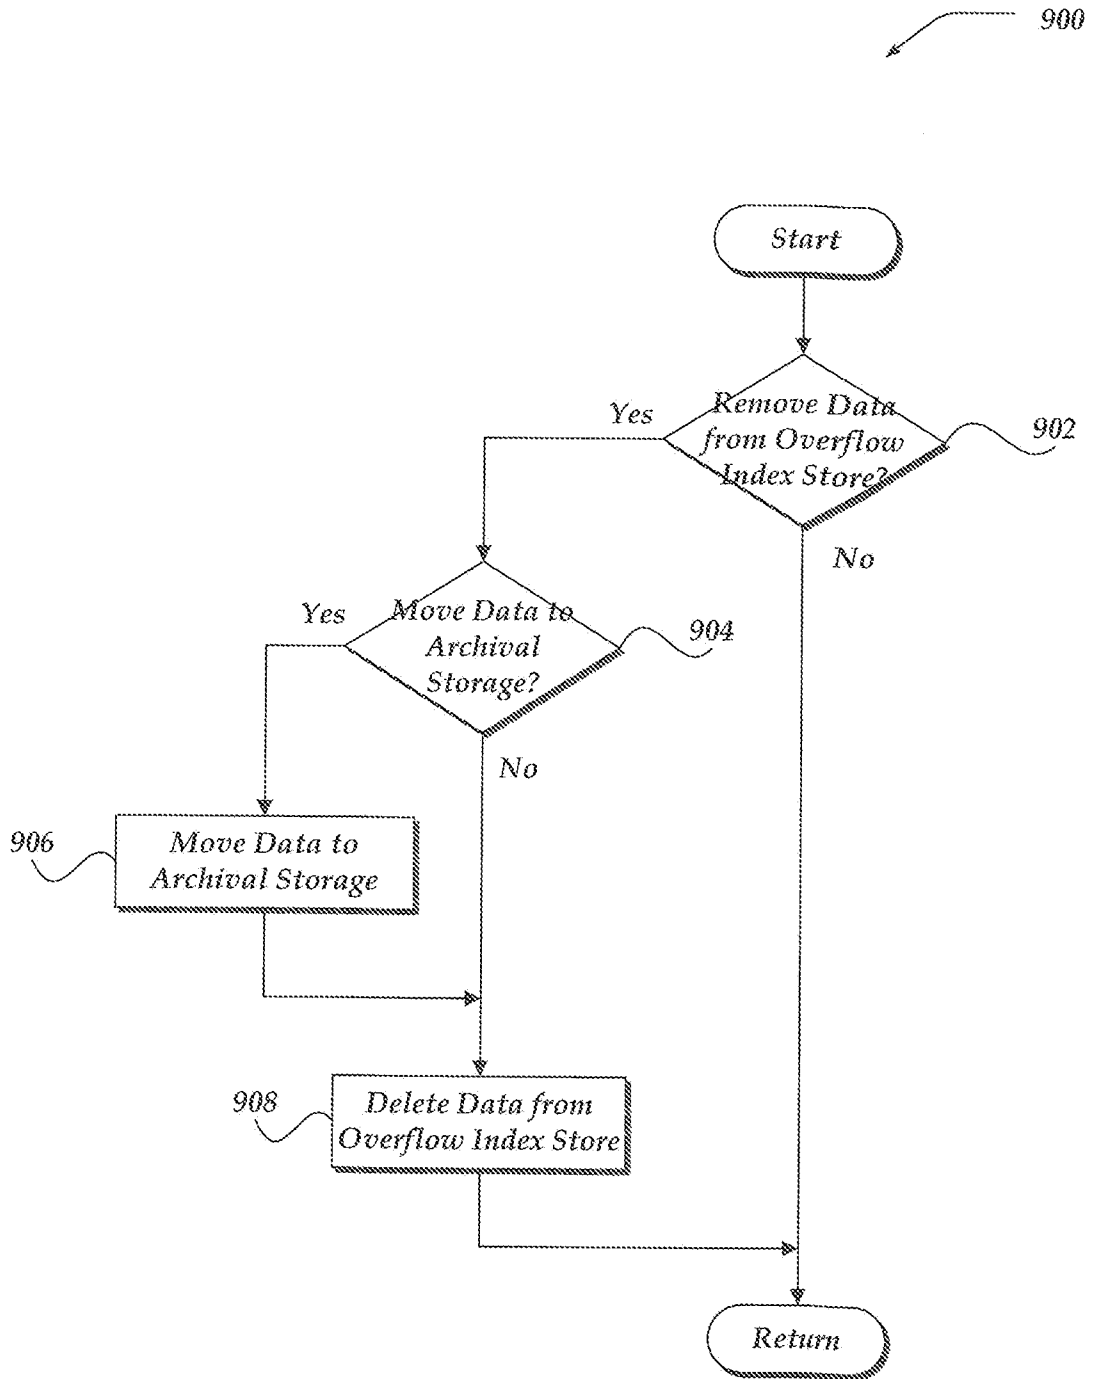 900
Start
Yes
Remove Data
from Overflow
Index Store?
902
No
Yes
Move Data to
Archival
Storage?
904
No
906
Move Data to
Archival Storage
908
Delete Data from
Overflow Index Store
Return